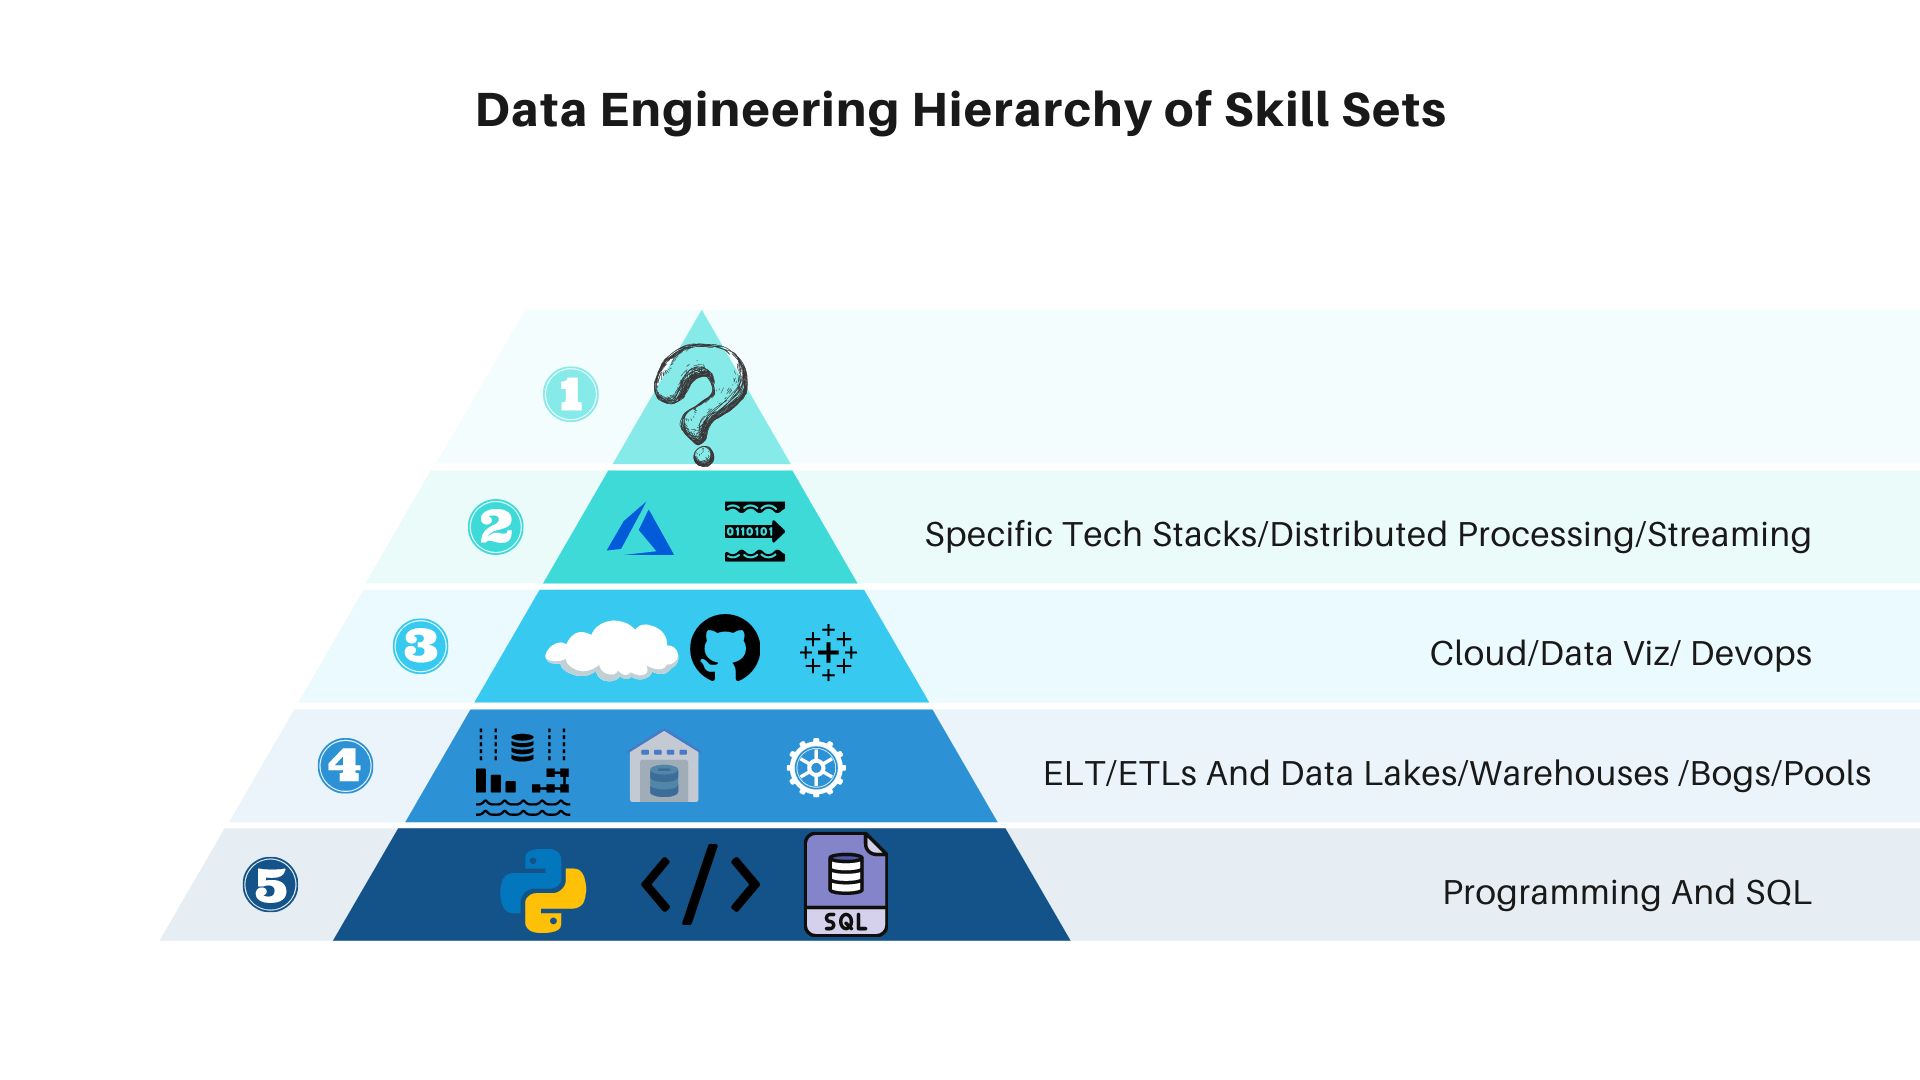 Data Engineering Hierarchy of Skill Sets
1
?
2
0110101
Specific Tech Stacks/Distributed Processing/Streaming
3
Cloud/Data Viz/ Devops
4
ELT/ETLs And Data Lakes/Warehouses /Bogs/Pools
5
</>
SQL
Programming And SQL